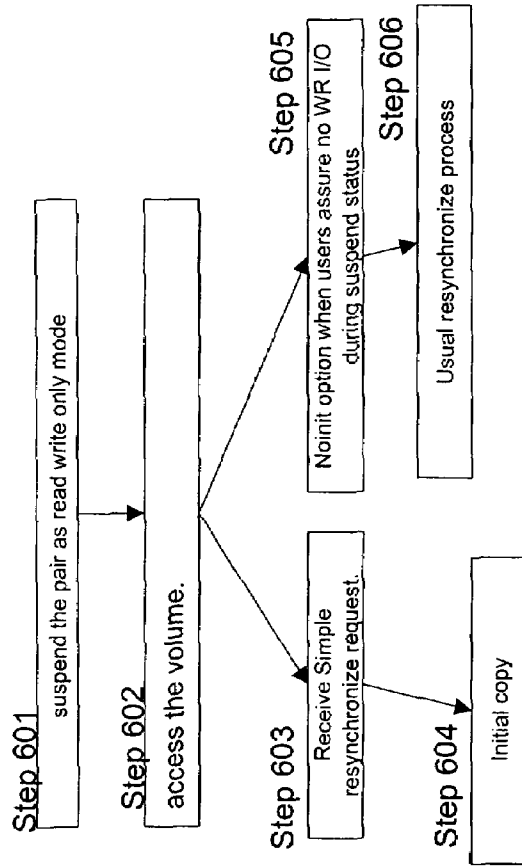 Step 601
suspend the pair as read write only mode
Step 602
access the volume.
Step 603
Receive Simple
resynchronize request.
Step 604
Initial copy
Step 605
Noinit option when users assure no WR I/O
during suspend status
Step 606
Usual resynchronize process